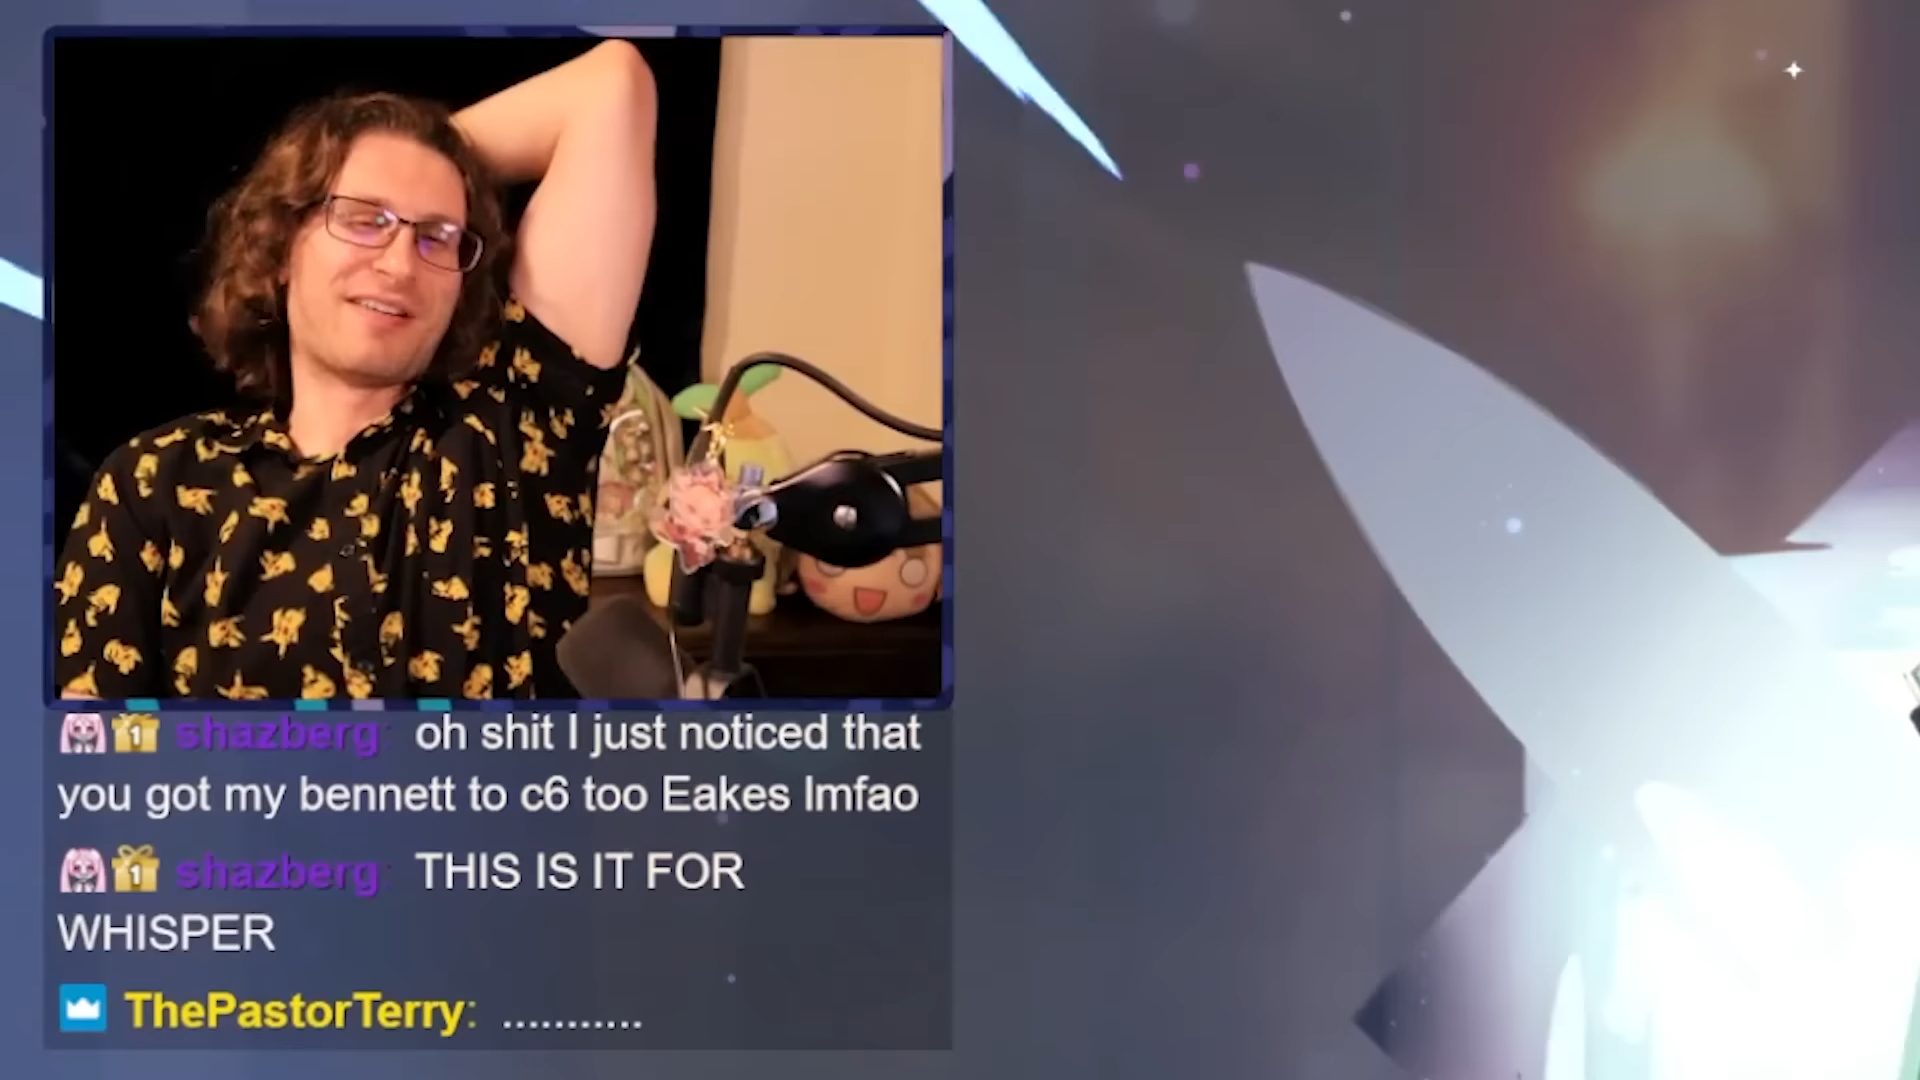 shazberg: oh shit I just noticed that
you got my bennett to c6 too Eakes lmfao
shazberg: THIS IS IT FOR
WHISPER
ThePastorTerry: ...........